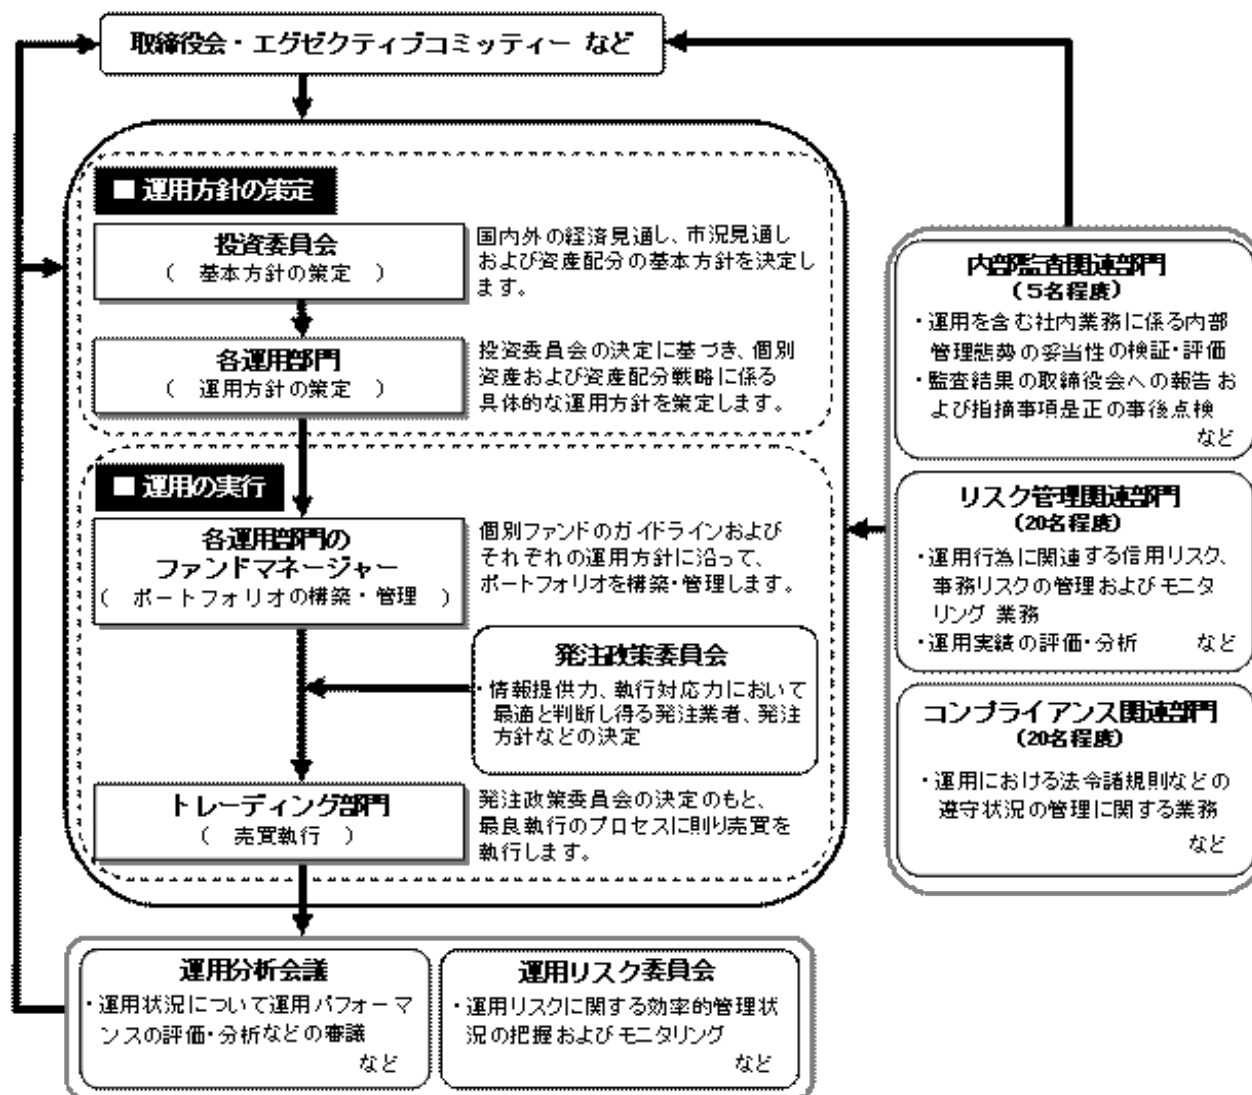 取締役会・エグゼクティブコミッティー など
■ 運用方針の策定
投資委員会
（ 基本方針の策定 ）
国内外の経済見通し、市況見通し
および資産配分の基本方針を決定し
ます。
各運用部門
（ 運用方針の策定 ）
投資委員会の決定に基づき、個別
資産および資産配分戦略に係る
具体的な運用方針を策定します。
■ 運用の実行
各運用部門の
ファンドマネージャー
（ ポートフォリオの構築・管理 ）
個別ファンドのガイドラインおよび
それぞれの運用方針に沿って、
ポートフォリオを構築・管理します。
発注政策委員会
・情報提供力、執行対応力において
最適と判断し得る発注業者、発注
方針などの決定
トレーディング部門
（ 売買執行 ）
発注政策委員会の決定のもと、
最良執行のプロセスに則り売買を
執行します。
運用分析会議
・運用状況について運用パフォーマ
ンスの評価・分析などの審議
など
運用リスク委員会
・運用リスクに関する効率的管理状
況の把握およびモニタリング
など
内部監査関連部門
（５名程度）
・運用を含む社内業務に係る内部
管理態勢の妥当性の検証・評価
・監査結果の取締役会への報告お
よび指摘事項是正の事後点検
など
リスク管理関連部門
（20名程度）
・運用行為に関連する信用リスク、
事務リスクの管理およびモニタ
リング 業務
・運用実績の評価・分析 など
コンプライアンス関連部門
（20名程度）
・運用における法令諸規則などの
遵守状況の管理に関する業務
など